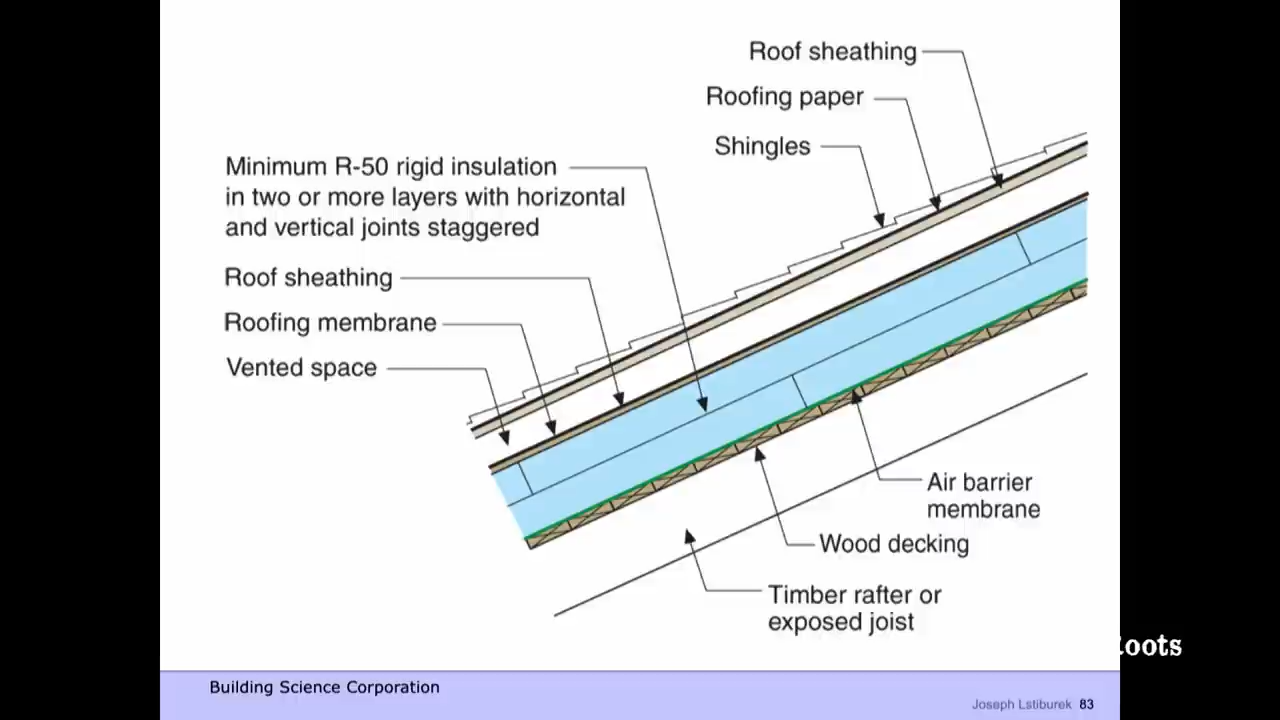 Roof sheathing
Roofing paper
Shingles
Minimum R-50 rigid insulation
in two or more layers with horizontal
and vertical joints staggered
Roof sheathing
Roofing membrane
Vented space
Air barrier
membrane
Wood decking
Timber rafter or
exposed joist
Building Science Corporation
Joseph Lstiburek 83